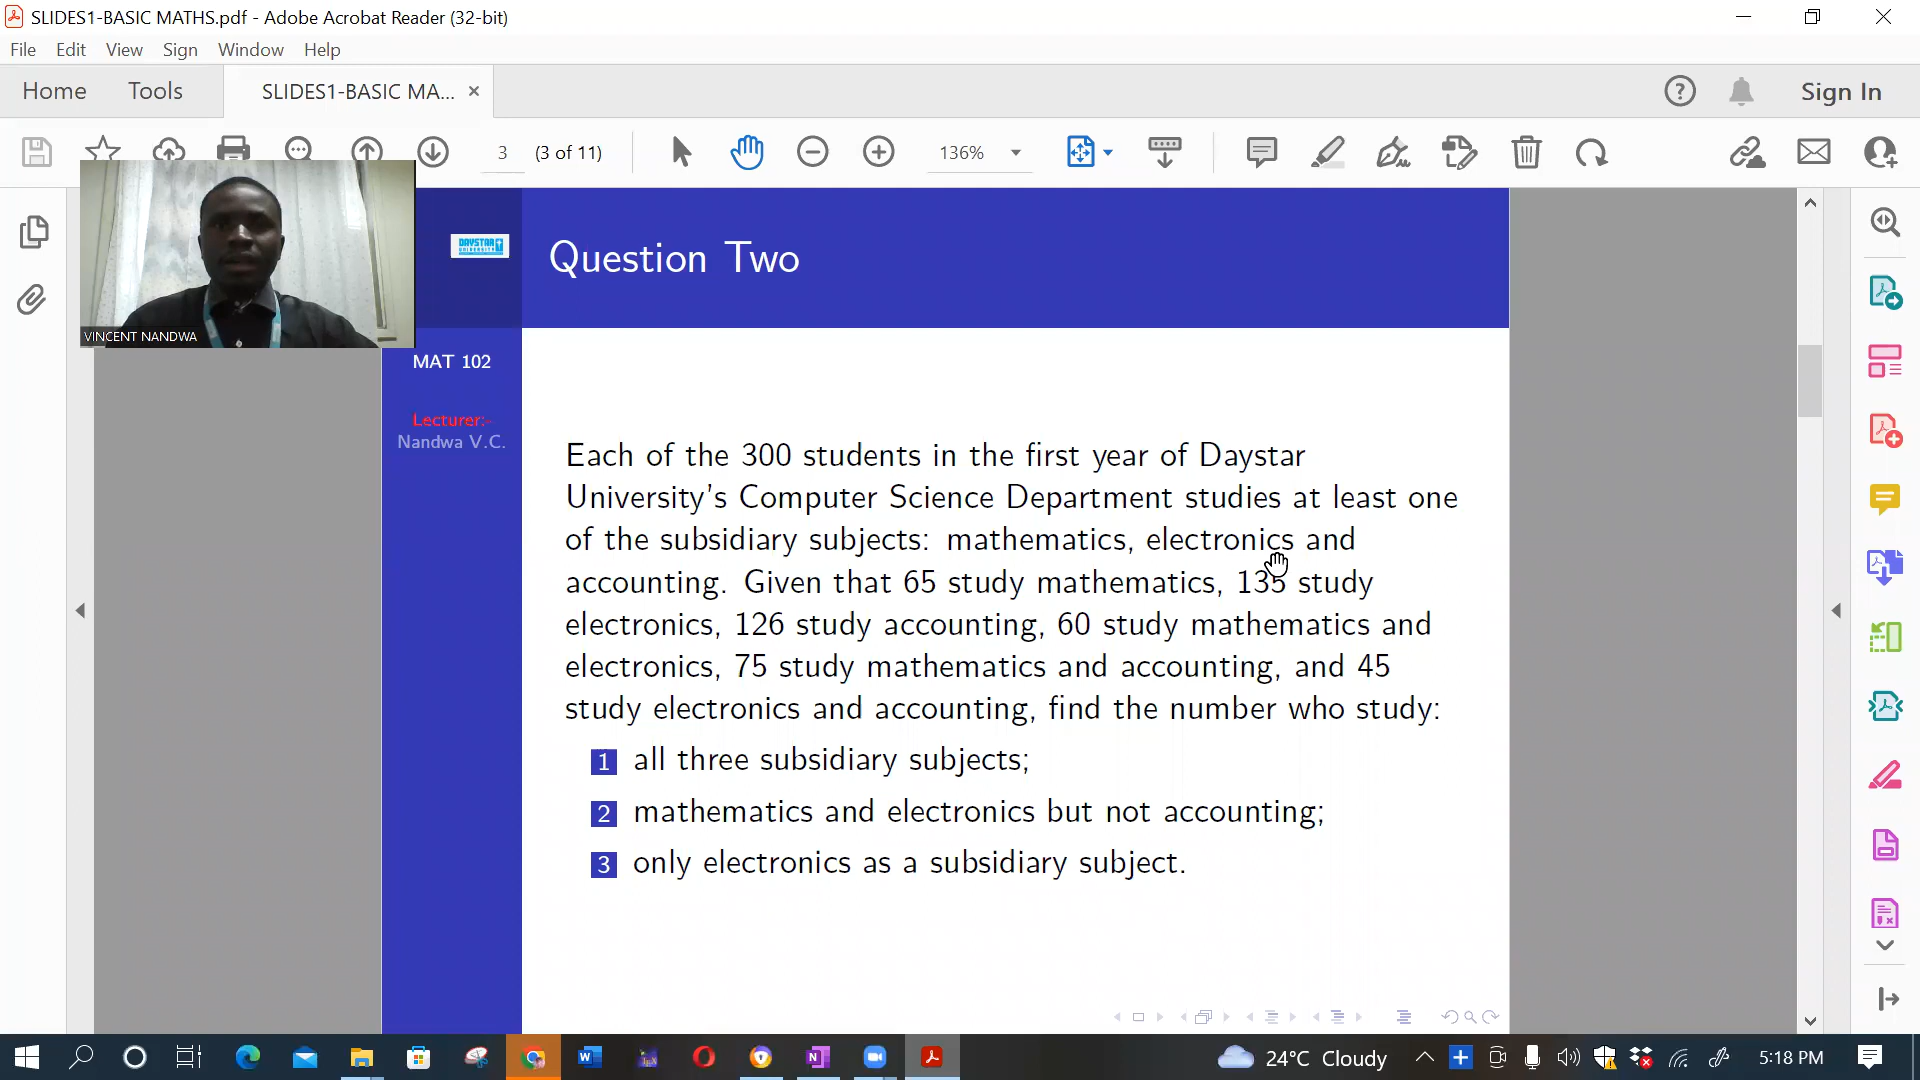 SLIDES1-BASIC MATHS.pdf - Adobe Acrobat Reader (32-bit)
File Edit View Sign Window Help
Home Tools SLIDES1-BASIC MA... × Sign In
3 (3 of 11) 136%
DAYSTAR
UNIVERSITY
Question Two
VINCENT NANDWA
MAT 102
Lecturer:-
Nandwa V.C.
Each of the 300 students in the first year of Daystar
University's Computer Science Department studies at least one
of the subsidiary subjects: mathematics, electronics and
accounting. Given that 65 study mathematics, 135 study
electronics, 126 study accounting, 60 study mathematics and
electronics, 75 study mathematics and accounting, and 45
study electronics and accounting, find the number who study:
1 all three subsidiary subjects;
2 mathematics and electronics but not accounting;
3 only electronics as a subsidiary subject.
24°C Cloudy 5:18 PM